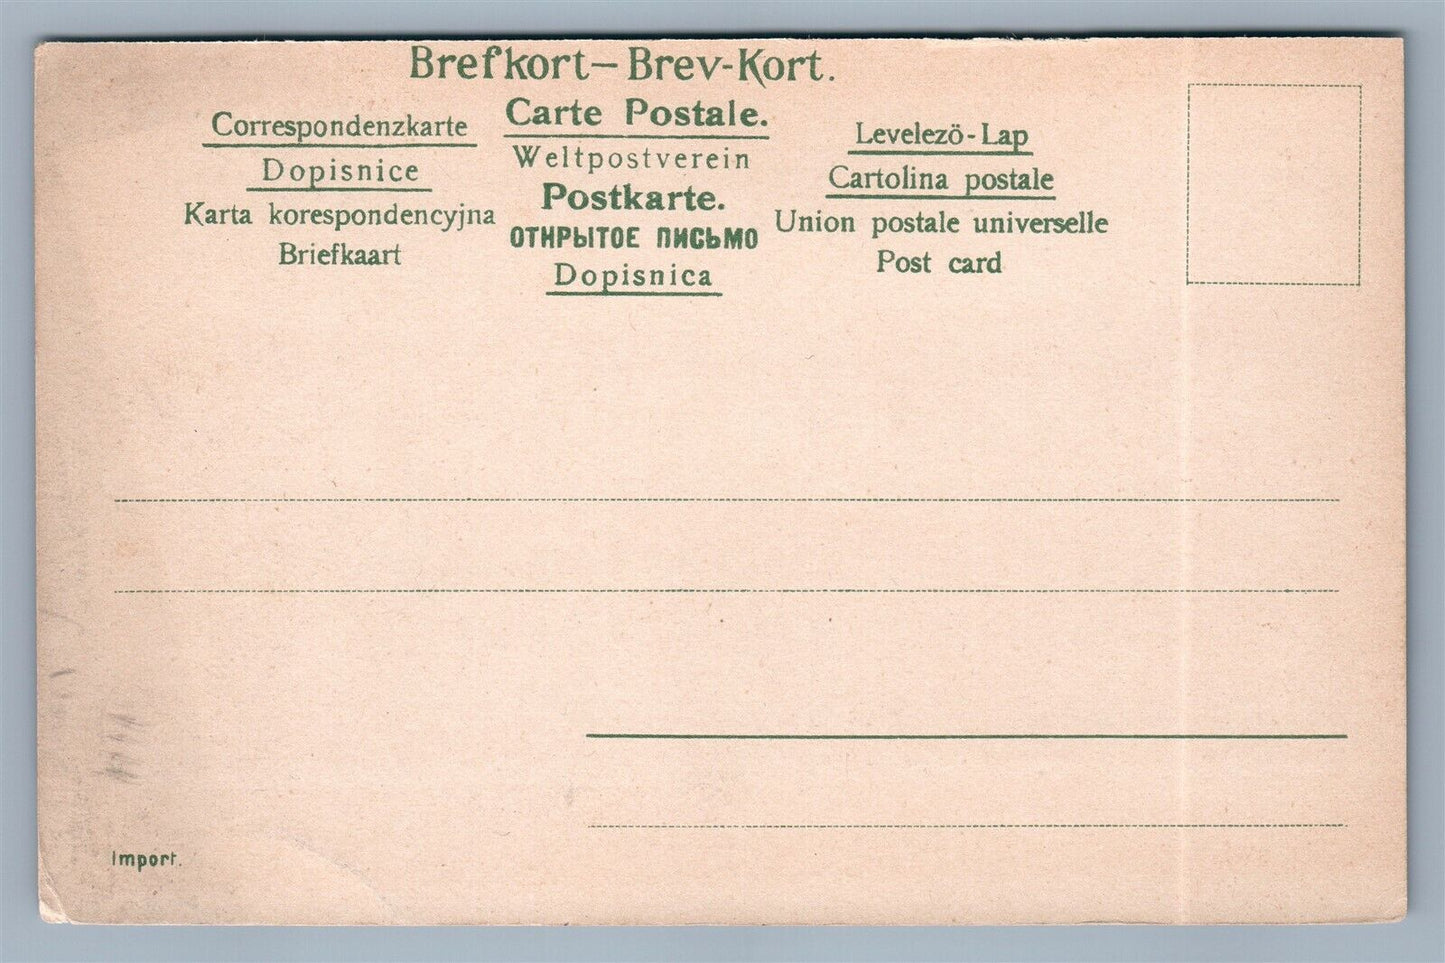 Brefkort–Brev-Kort.
Correspondenzkarte
Dopisnice
Karta korespondencyjna
Briefkaart
Carte Postale.
Weltpostverein
Postkarte.
ОТНРЫТОЕ ПИСЬМО
Dopisnica
Levelezö-Lap
Cartolina postale
Union postale universelle
Post card
Import.